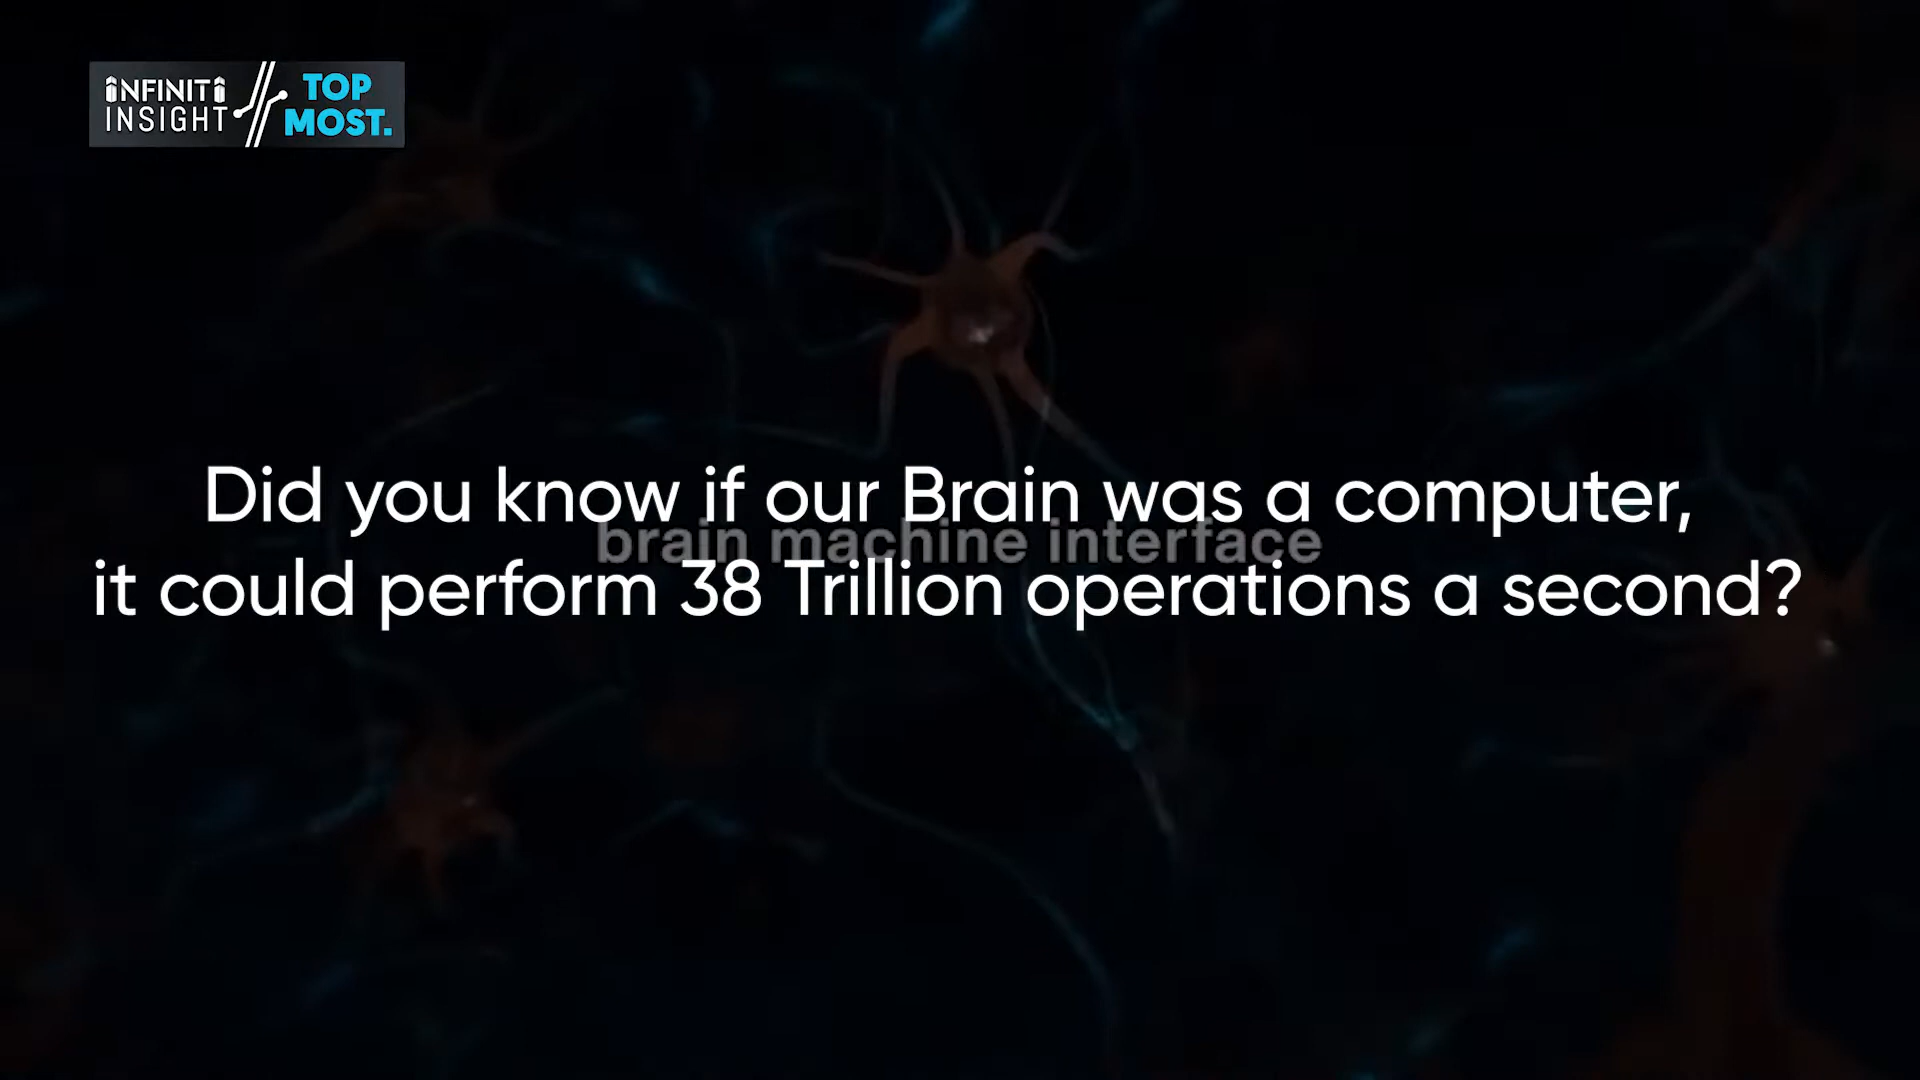 INFINITI
INSIGHT
TOP
MOST.
Did you know if our Brain was a computer,
brain machine interface
it could perform 38 Trillion operations a second?